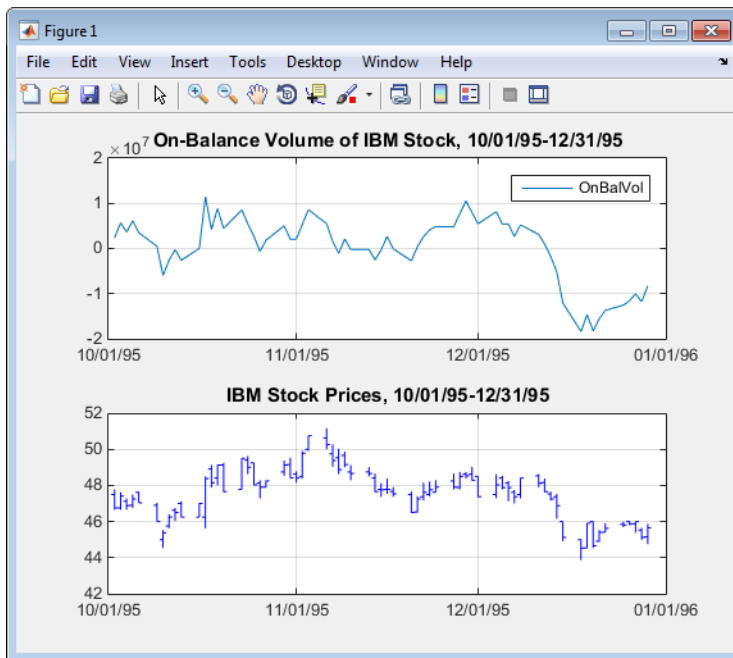 Figure 1
File Edit View Insert Tools Desktop Window Help
× 10⁷ On-Balance Volume of IBM Stock, 10/01/95-12/31/95
2
OnBalVol
1
0
-1
-2
10/01/95 11/01/95 12/01/95 01/01/96
IBM Stock Prices, 10/01/95-12/31/95
52
50
48
46
44
42
10/01/95 11/01/95 12/01/95 01/01/96